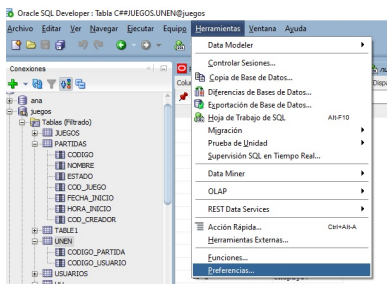 Oracle SQL Developer : Tabla C##JUEGOS.UNEN@juegos
Archivo Editar Ver Navegar Ejecutar Equipo Herramientas Ventana Ayuda
Conexiones
ana
juegos
Tablas (Filtrado)
JUEGOS
PARTIDAS
CODIGO
NOMBRE
ESTADO
COD_JUEGO
FECHA_INICIO
HORA_INICIO
COD_CREADOR
TABLE1
UNEN
CODIGO_PARTIDA
CODIGO_USUARIO
USUARIOS
Data Modeler
Controlar Sesiones...
Copia de Base de Datos...
Diferencias de Bases de Datos...
Exportación de Base de Datos...
Hoja de Trabajo de SQL Alt-F10
Migración
Prueba de Unidad
Supervisión SQL en Tiempo Real...
Data Miner
OLAP
REST Data Services
Acción Rápida... Ctrl+Alt-A
Herramientas Externas...
Funciones...
Preferencias...